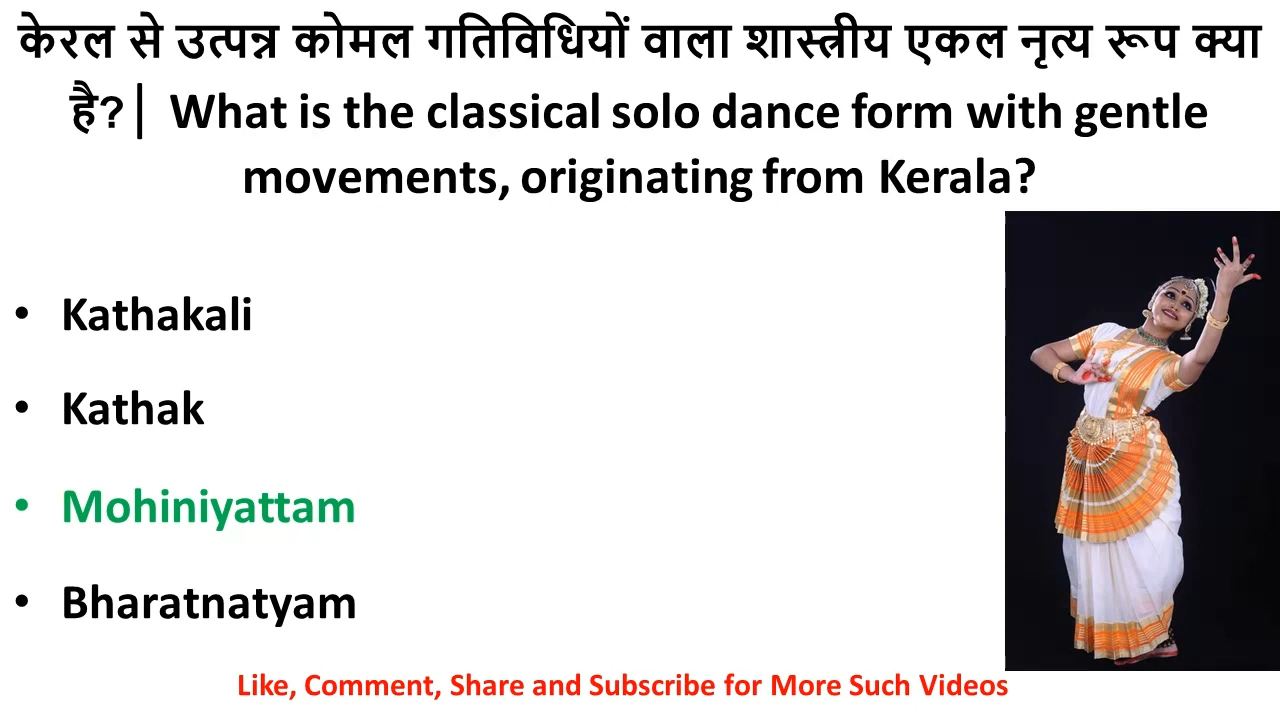 केरल से उत्पन्न कोमल गतिविधियों वाला शास्त्रीय एकल नृत्य रूप क्या
है?| What is the classical solo dance form with gentle
movements, originating from Kerala?
• Kathakali
• Kathak
• Mohiniyattam
• Bharatnatyam
Like, Comment, Share and Subscribe for More Such Videos